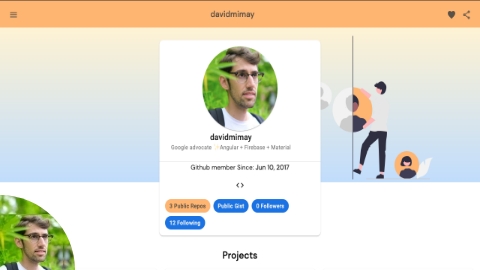 davidmimay
davidmimay
Google advocate 💡Angular + Firebase + Material
Github member Since: Jun 10, 2017
3 Public Repos
Public Gist
0 Followers
12 Following
Projects